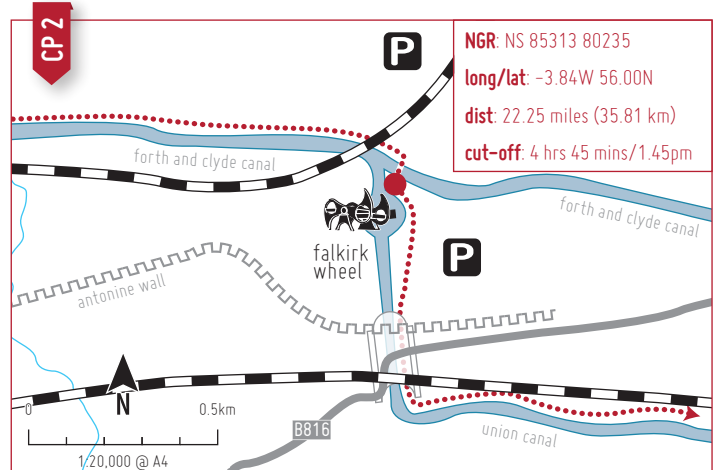 CP 2
P
NGR: NS 85313 80235
long/lat: -3.84W 56.00N
dist: 22.25 miles (35.81 km)
cut-off: 4 hrs 45 mins/1.45pm
forth and clyde canal
forth and clyde canal
falkirk
wheel
P
antonine wall
N
0
0.5km
B816
union canal
1:20,000 @ A4